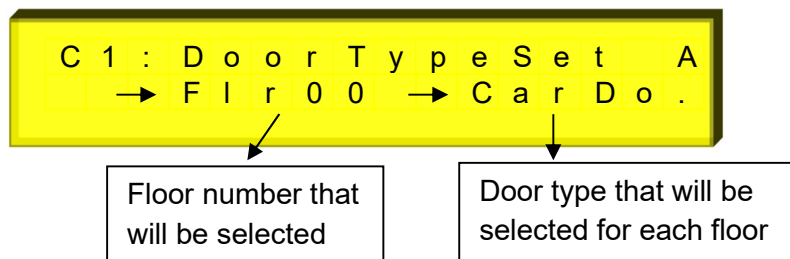 C1: DoorTypeSet A
→ Flr00 → CarDo.
Floor number that
will be selected
Door type that will be
selected for each floor